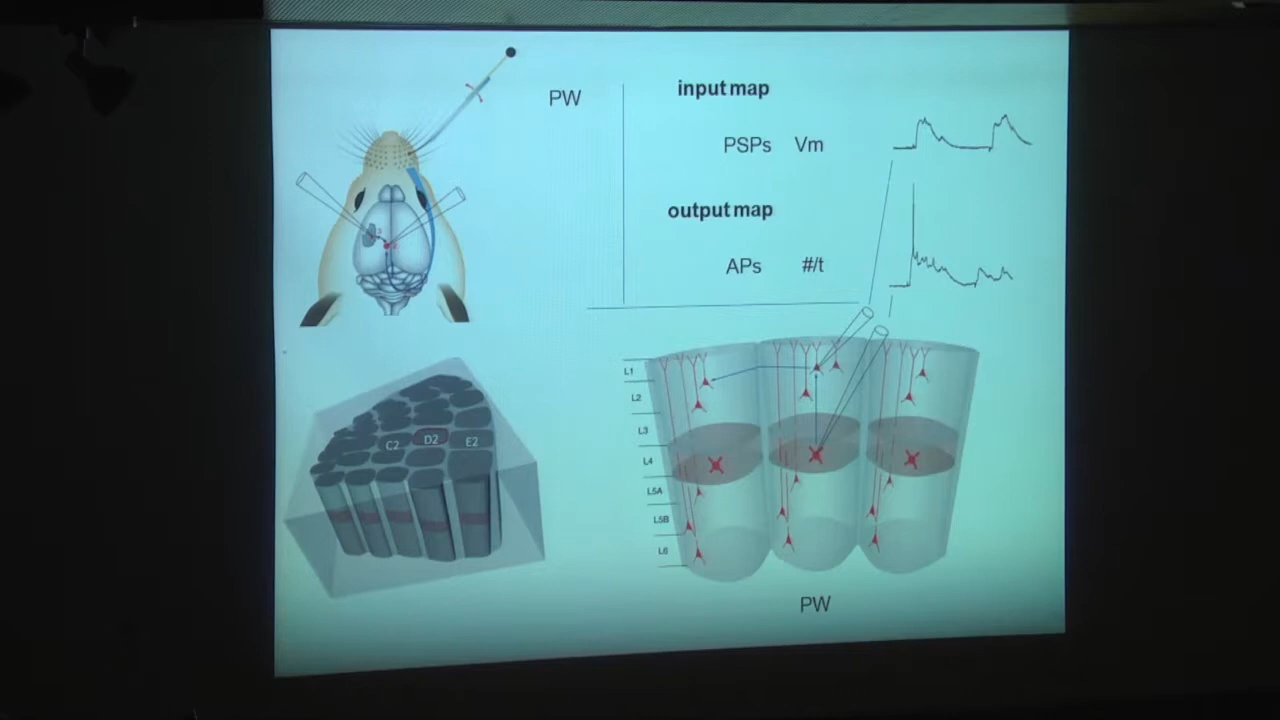 PW
input map
PSPs Vm
output map
APs #/t
C2 D2 E2
L1
L2
L3
L4
L5A
L5B
L6
PW